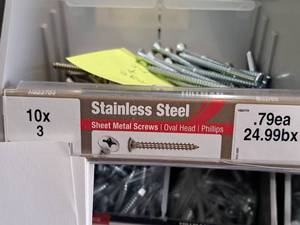 10x
3
Stainless Steel
Sheet Metal Screws | Oval Head | Phillips
.79ea
24.99bx